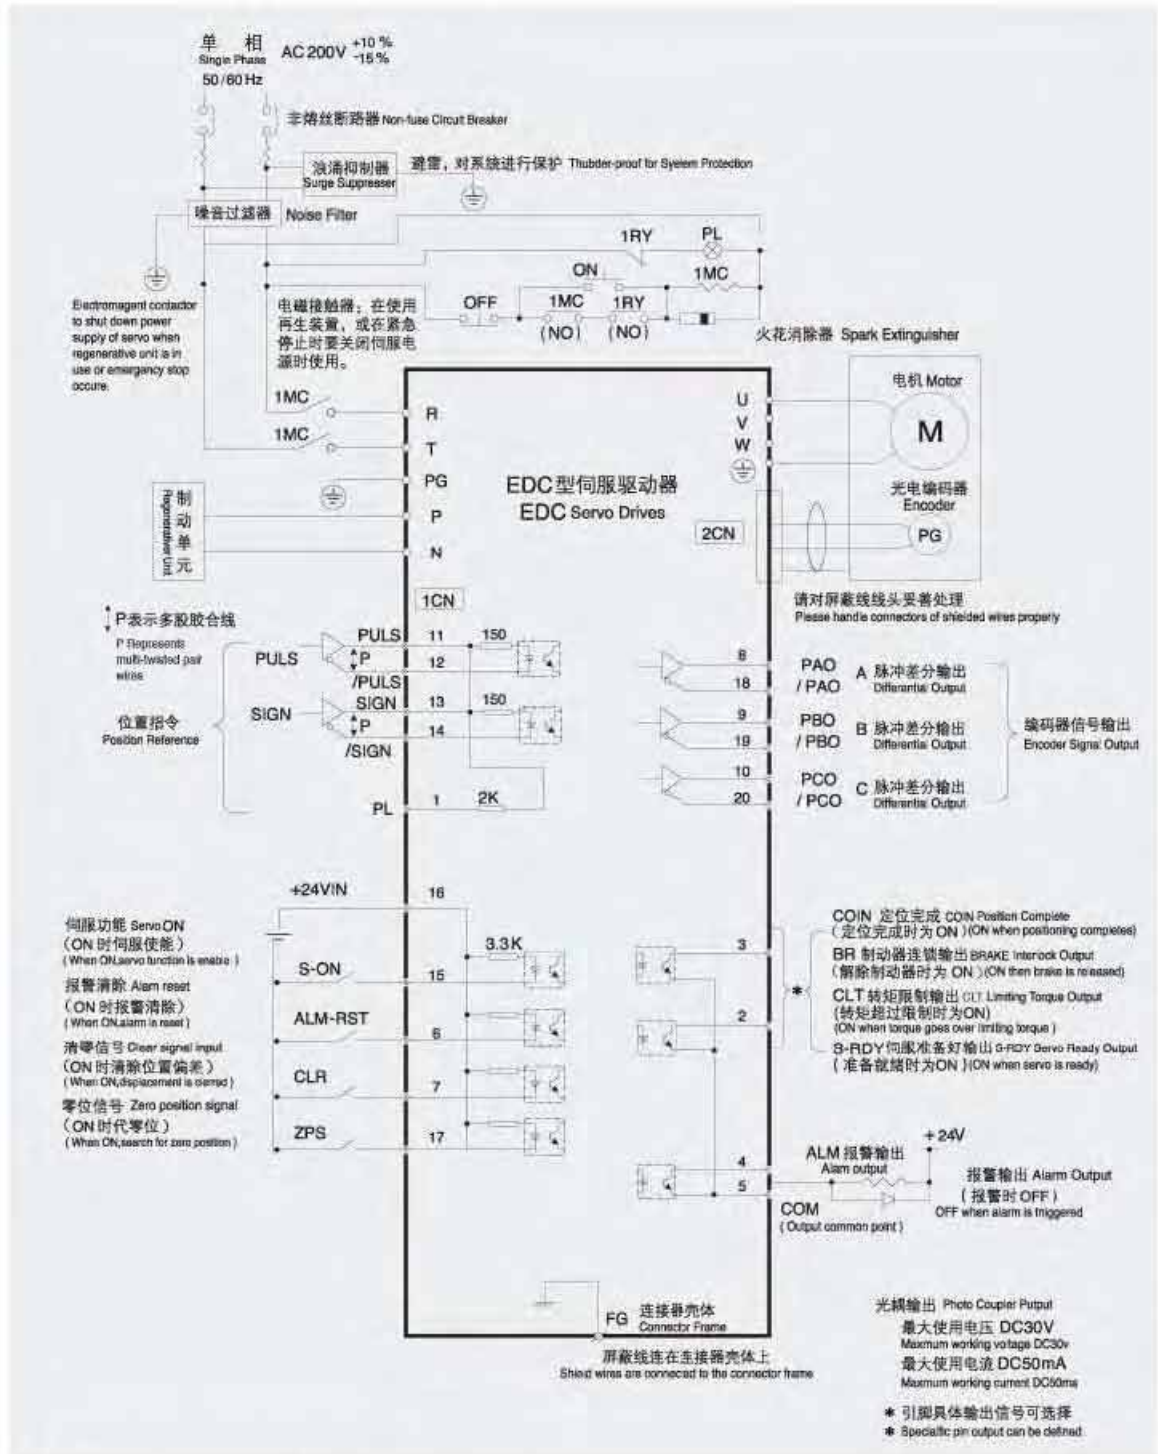 单 相
Single Phase
AC 200V +10 % -15 %
50/60 Hz
非熔丝断路器 Non-fuse Circuit Breaker
浪涌抑制器
Surge Suppresser
避雷，对系统进行保护 Thubder-proof for Syelem Protection
噪音过滤器 Noise Filter
1RY
PL
ON
1MC
OFF
1MC
(NO)
1RY
(NO)
火花消除器 Spark Extinguisher
Electromagent contactor
to shut down power
supply of servo when
regenerative unit is in
use or emergancy stop
occure.
电磁接触器；在使用
再生装置，或在紧急
停止时要关闭伺服电
源时使用。
1MC
1MC
R
T
PG
P
N
制动单元
Regenerative Unit
EDC型伺服驱动器
EDC Servo Drives
U
V
W
电机 Motor
M
光电编码器
Encoder
PG
2CN
1CN
请对屏蔽线线头妥善处理
Please handle connectors of shielded wires properly
P表示多股胶合线
P Represents
multi-twisted pair
wires
位置指令
Position Reference
PULS
PULS 11 150
P 12
/PULS
SIGN
SIGN 13 150
P 14
/SIGN
PL 1 2K
6 PAO
18 / PAO
A 脉冲差分输出
Differential Output
9 PBO
19 / PBO
B 脉冲差分输出
Differential Output
10 PCO
20 / PCO
C 脉冲差分输出
Differential Output
编码器信号输出
Encoder Signal Output
+24VIN 16
3.3K
伺服功能 Servo ON
（ON 时伺服使能）
( When ON,servo function is enable )
S-ON 15
报警清除 Alam reset
（ON 时报警清除）
( When ON,alarm is reset )
ALM-RST 6
清零信号 Clear signal input
（ON 时清除位置偏差）
( When ON,displacement is clerred )
CLR 7
零位信号 Zero position signal
（ON 时代零位）
( When ON,search for zero position )
ZPS 17
3
2
*
COIN 定位完成 COIN Position Complete
( 定位完成时为 ON ) (ON when positioning completes)
BR 制动器连锁输出 BRAKE Interlock Output
(解除制动器时为 ON ) (ON then brake is released)
CLT 转矩限制输出 CLT Limiting Torque Output
(转矩超过限制时为ON)
(ON when torque goes over limiting torque )
S-RDY 伺服准备好输出 S-RDY Servo Ready Output
( 准备就绪时为ON ) (ON when servo is ready)
4
5
ALM 报警输出
Alam output
+ 24V
COM
( Output common point )
报警输出 Alarm Output
( 报警时OFF )
OFF when alarm is triggered
FG
连接器壳体
Connector Frame
屏蔽线连在连接器壳体上
Shield wires are connected to the connector frame
光耦输出 Photo Coupler Putput
最大使用电压 DC30V
Maxmum working voltage DC30v
最大使用电流 DC50mA
Maxmum working current DC50ma
* 引脚具体输出信号可选择
* Specialtic pin output can be defined